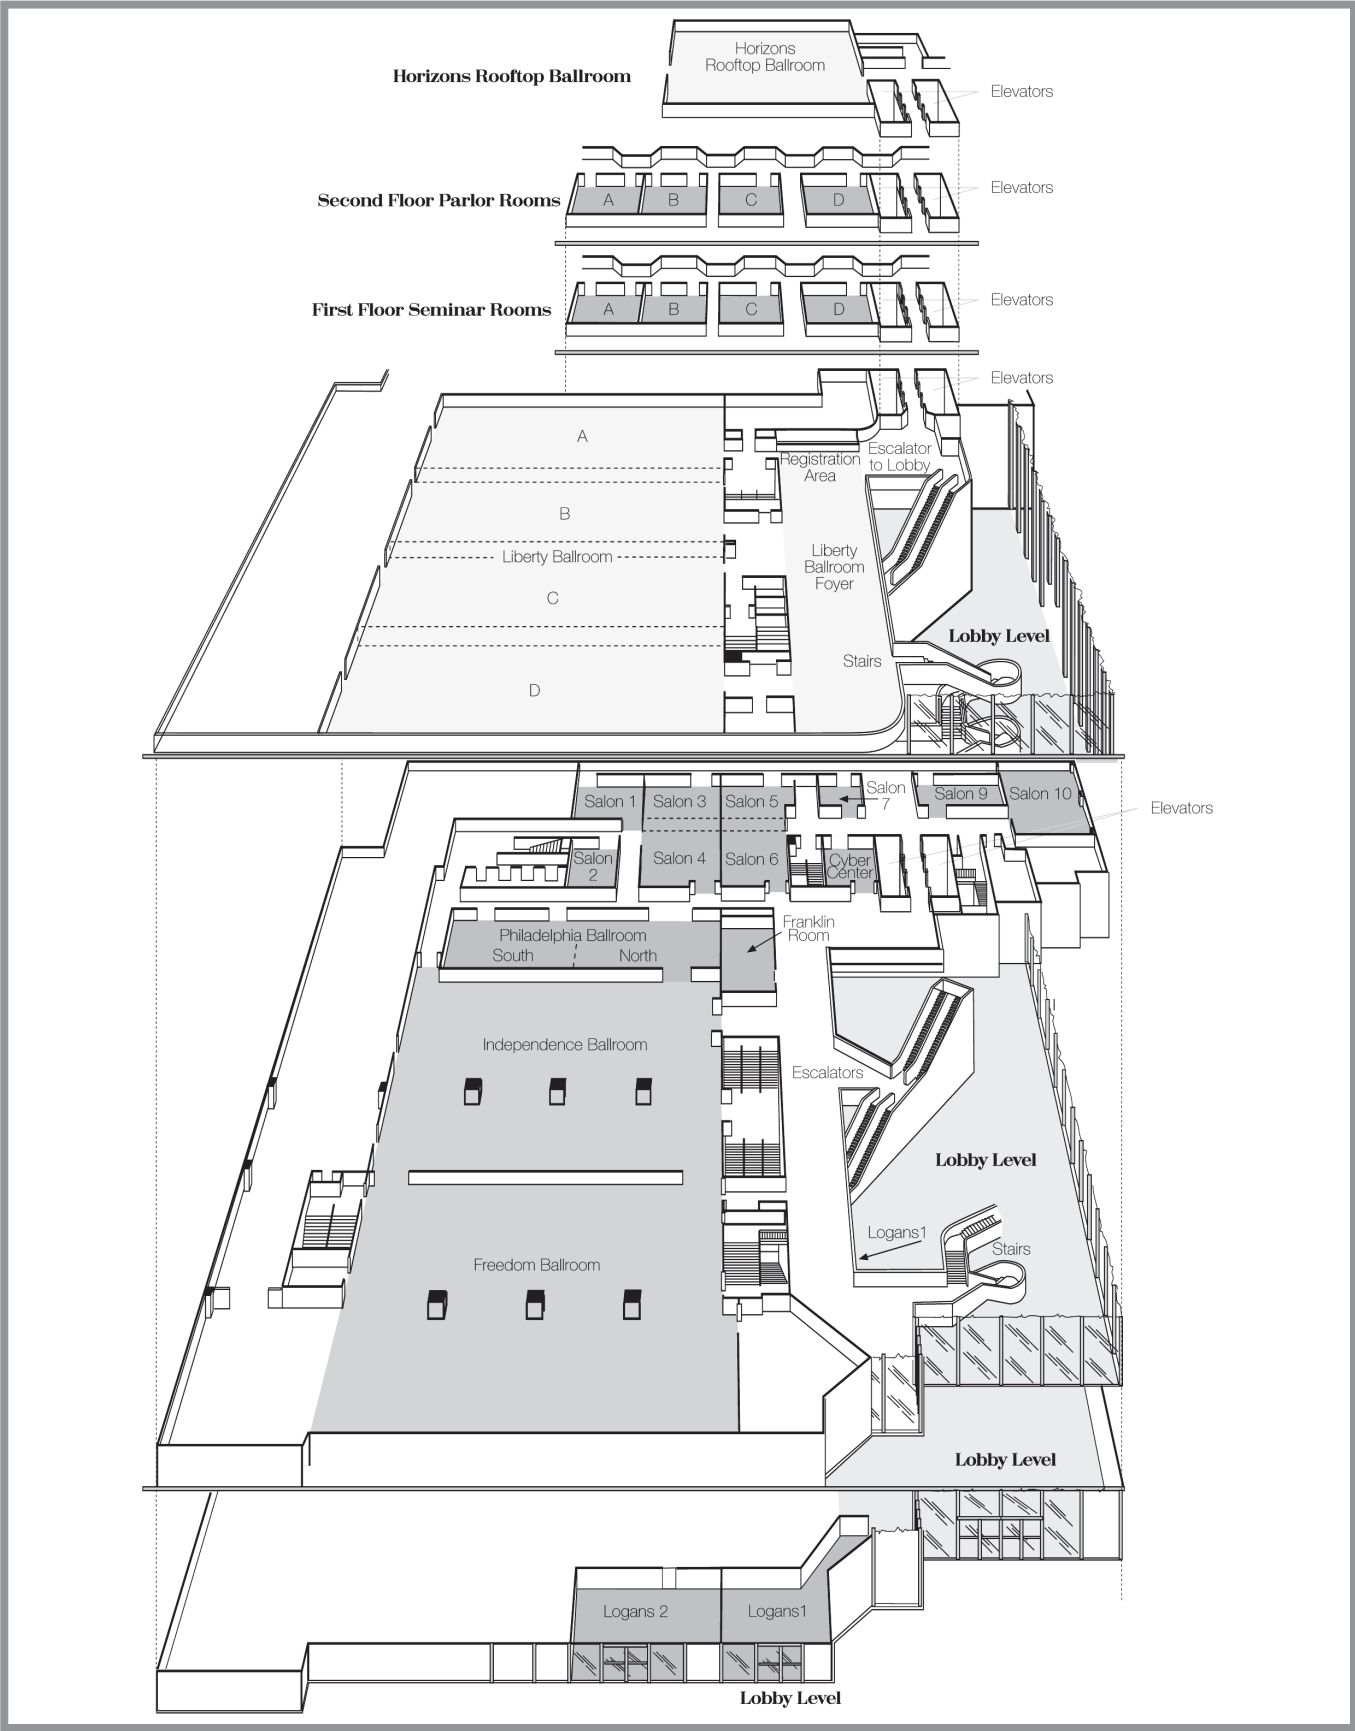 Horizons
Rooftop Ballroom
Horizons Rooftop Ballroom
Elevators
Second Floor Parlor Rooms
A
B
C
D
Elevators
First Floor Seminar Rooms
A
B
C
D
Elevators
Elevators
A
Registration
Area
Escalator
to Lobby
B
Liberty Ballroom
Liberty
Ballroom
Foyer
C
Lobby Level
Stairs
D
Salon 1
Salon 3
Salon 5
Salon
7
Salon 9
Salon 10
Elevators
Salon
2
Salon 4
Salon 6
Cyber
Center
Franklin
Room
Philadelphia Ballroom
South
North
Independence Ballroom
Escalators
Lobby Level
Logans1
Stairs
Freedom Ballroom
Lobby Level
Logans 2
Logans1
Lobby Level